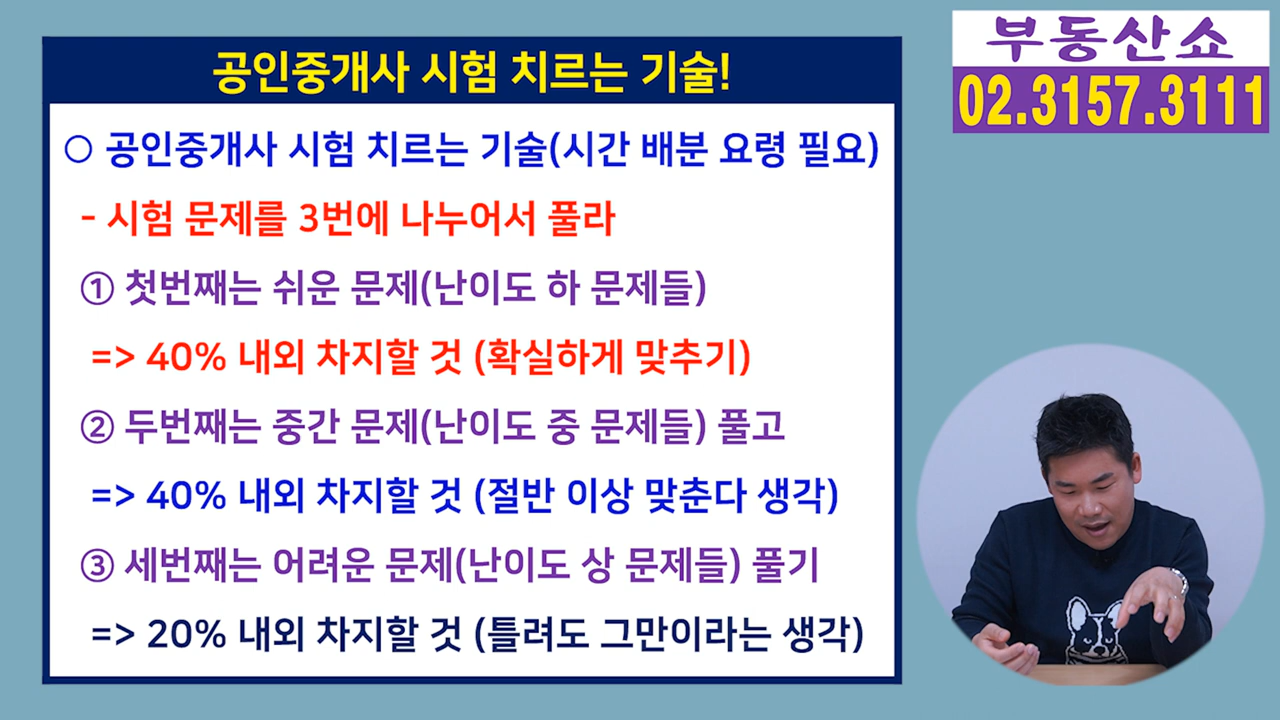 공인중개사 시험 치르는 기술!
○ 공인중개사 시험 치르는 기술(시간 배분 요령 필요)
- 시험 문제를 3번에 나누어서 풀라
① 첫번째는 쉬운 문제(난이도 하 문제들)
=> 40% 내외 차지할 것 (확실하게 맞추기)
② 두번째는 중간 문제(난이도 중 문제들) 풀고
=> 40% 내외 차지할 것 (절반 이상 맞춘다 생각)
③ 세번째는 어려운 문제(난이도 상 문제들) 풀기
=> 20% 내외 차지할 것 (틀려도 그만이라는 생각)
부동산쇼
02.3157.3111